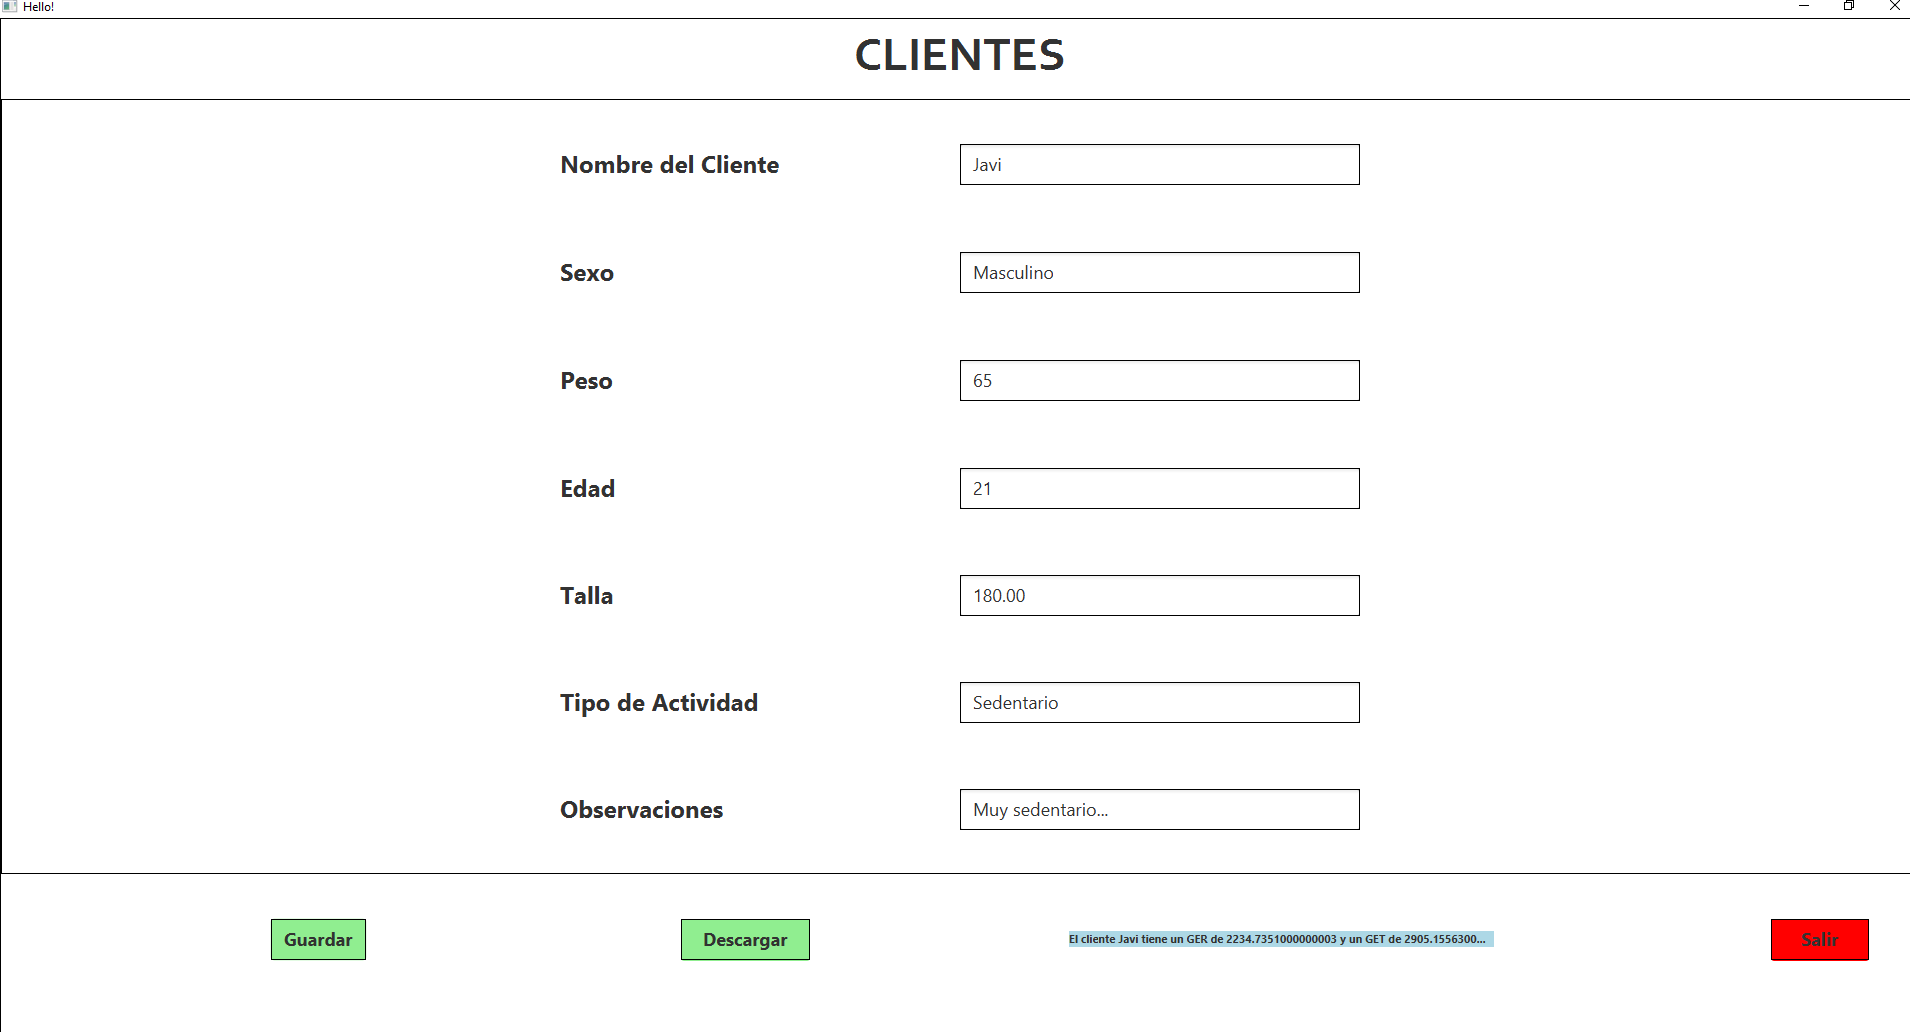 Hello!
CLIENTES
Nombre del Cliente
Javi
Sexo
Masculino
Peso
65
Edad
21
Talla
180.00
Tipo de Actividad
Sedentario
Observaciones
Muy sedentario...
Guardar
Descargar
El cliente Javi tiene un GER de 2234.7351000000003 y un GET de 2905.1556300...
Salir